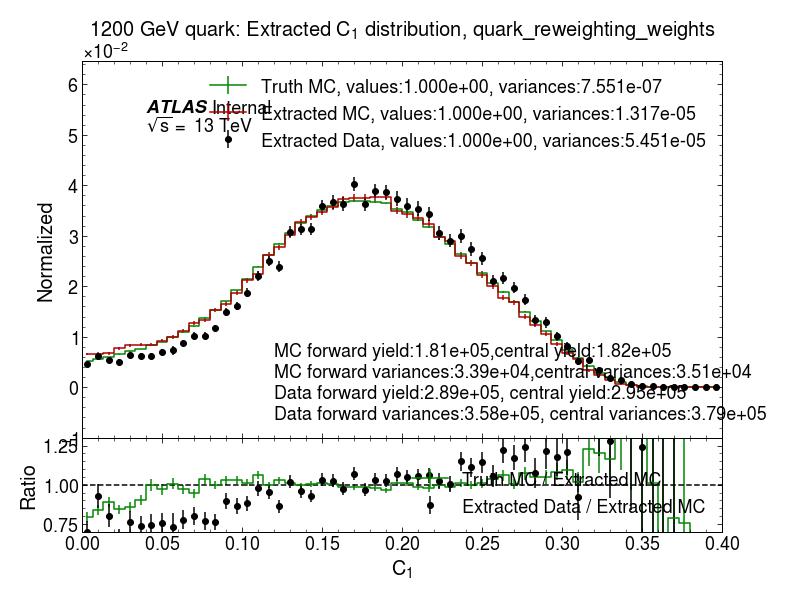 1200 GeV quark: Extracted C₁ distribution, quark_reweighting_weights
×10⁻²
Truth MC, values:1.000e+00, variances:7.551e-07
ATLAS Internal
Extracted MC, values:1.000e+00, variances:1.317e-05
√s = 13 TeV
Extracted Data, values:1.000e+00, variances:5.451e-05
6
5
4
3
2
1
0
−1
Normalized
MC forward yield:1.81e+05,central yield:1.82e+05
MC forward variances:3.39e+04,central variances:3.51e+04
Data forward yield:2.89e+05, central yield:2.95e+05
Data forward variances:3.58e+05, central variances:3.79e+05
1.25
1.00
0.75
Ratio
Truth MC / Extracted MC
Extracted Data / Extracted MC
0.00 0.05 0.10 0.15 0.20 0.25 0.30 0.35 0.40
C₁